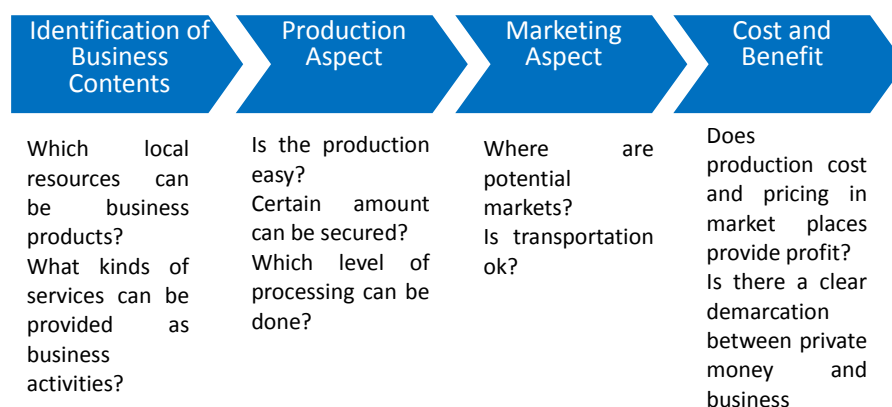 Identification of
Business
Contents
Which local
resources can
be business
products?
What kinds of
services can be
provided as
business
activities?
Production
Aspect
Is the production
easy?
Certain amount
can be secured?
Which level of
processing can be
done?
Marketing
Aspect
Where are
potential
markets?
Is transportation
ok?
Cost and
Benefit
Does
production cost
and pricing in
market places
provide profit?
Is there a clear
demarcation
between private
money and
business